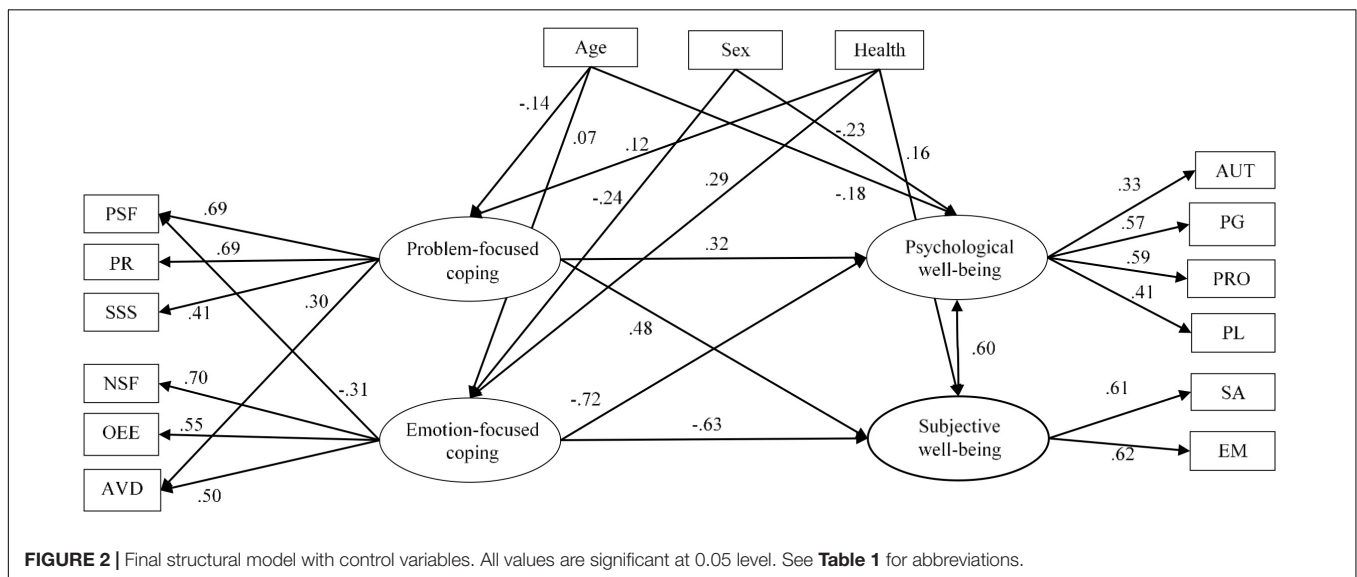 Age
Sex
Health
-.14
.07
.12
-.24
.29
-.23
.16
-.18
PSF
PR
SSS
NSF
OEE
AVD
.69
.69
.41
.30
.70
-.31
.55
.50
Problem-focused
coping
Emotion-focused
coping
.32
.48
-.72
-.63
Psychological
well-being
.60
Subjective
well-being
.33
.57
.59
.41
.61
.62
AUT
PG
PRO
PL
SA
EM
FIGURE 2 | Final structural model with control variables. All values are significant at 0.05 level. See Table 1 for abbreviations.